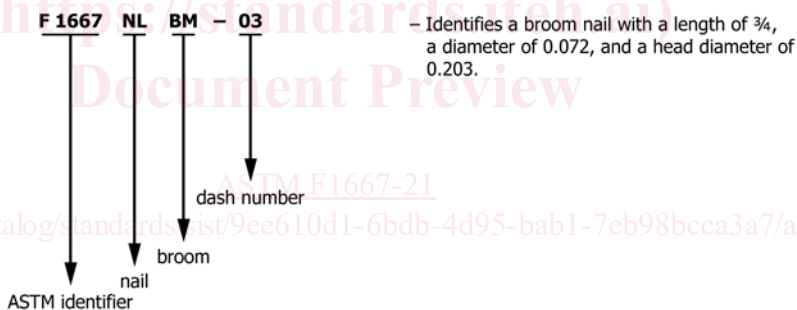 https://standards.iteh.ai)
F 1667 NL BM – 03
– Identifies a broom nail with a length of ¾,
a diameter of 0.072, and a head diameter of
0.203.
Document Preview
ASTM F1667-21
dash number
alog/standards/sist/9ee610d1-6bdb-4d95-bab1-7eb98bcca3a7/a
broom
nail
ASTM identifier